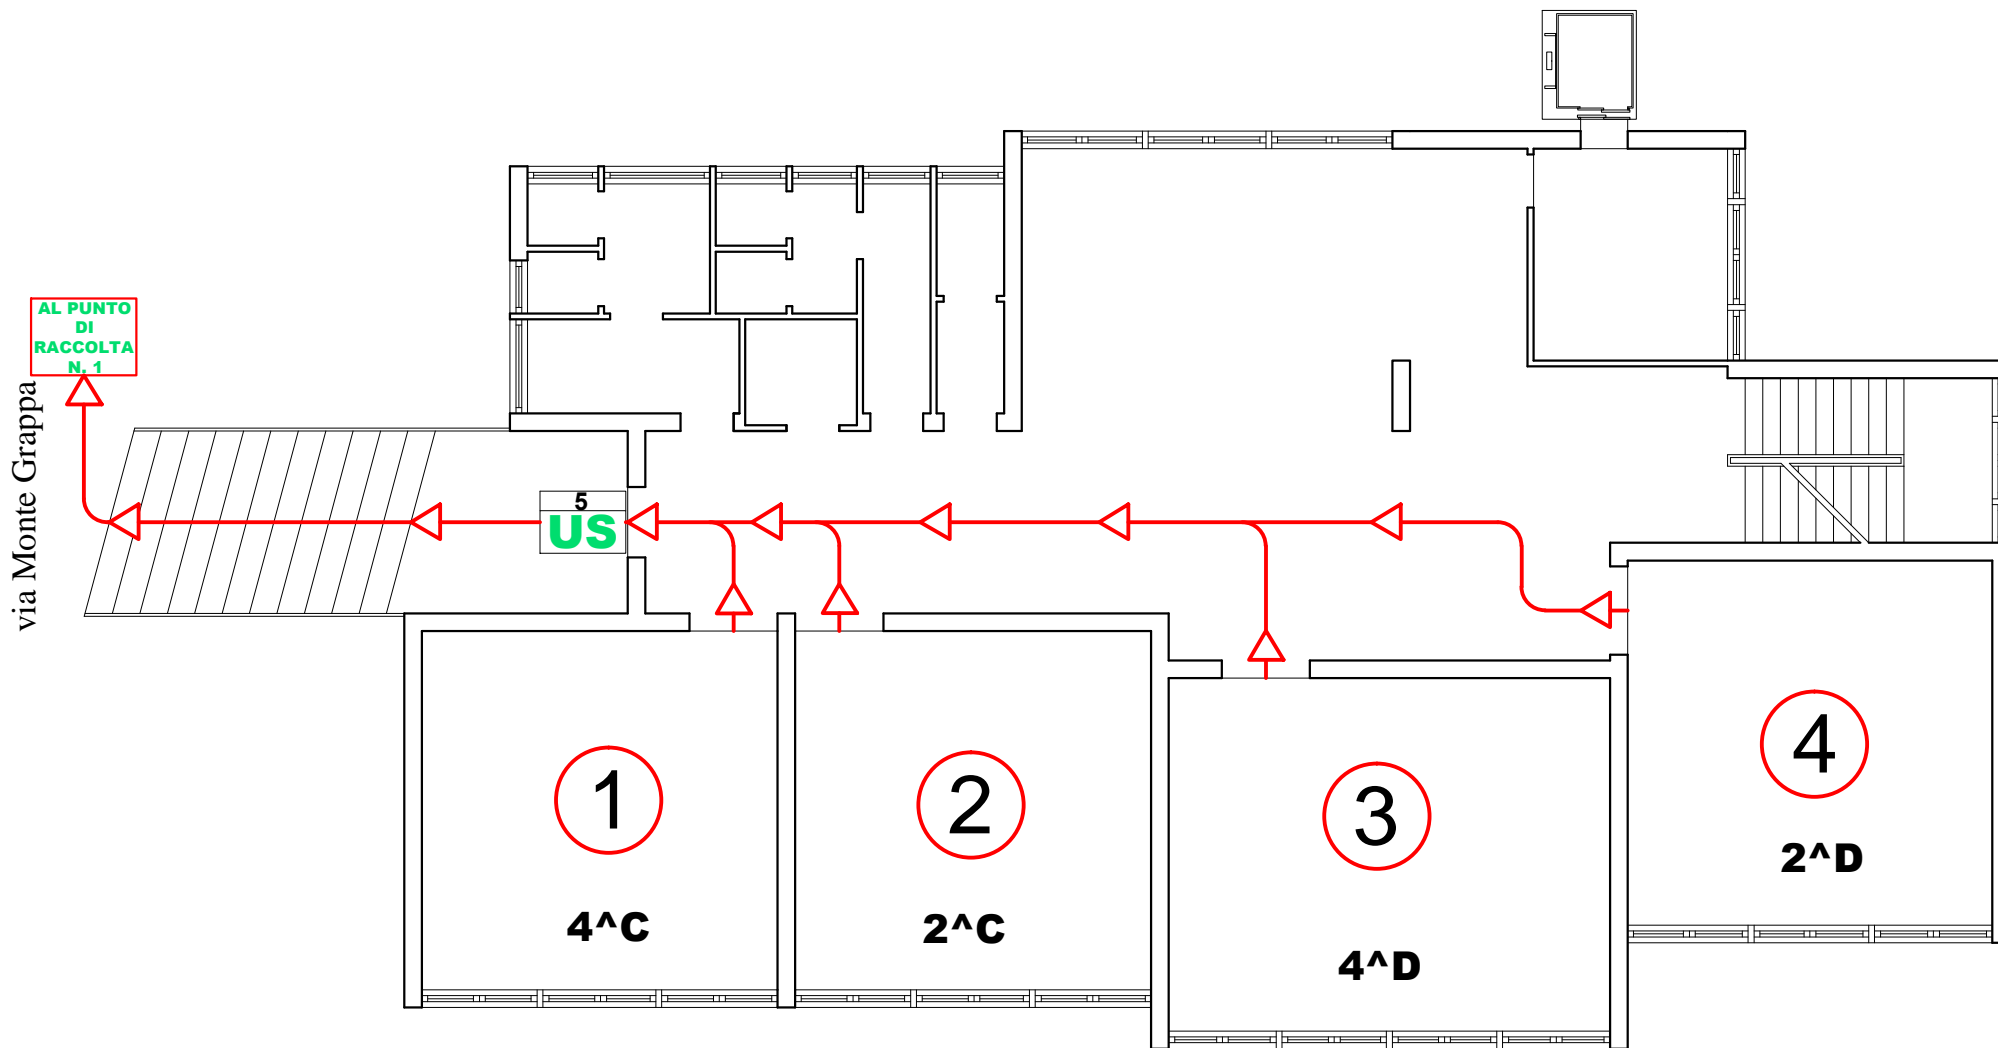 AL PUNTO
DI
RACCOLTA
N. 1
via Monte Grappa
5
US
1
4^C
2
2^C
3
4^D
4
2^D